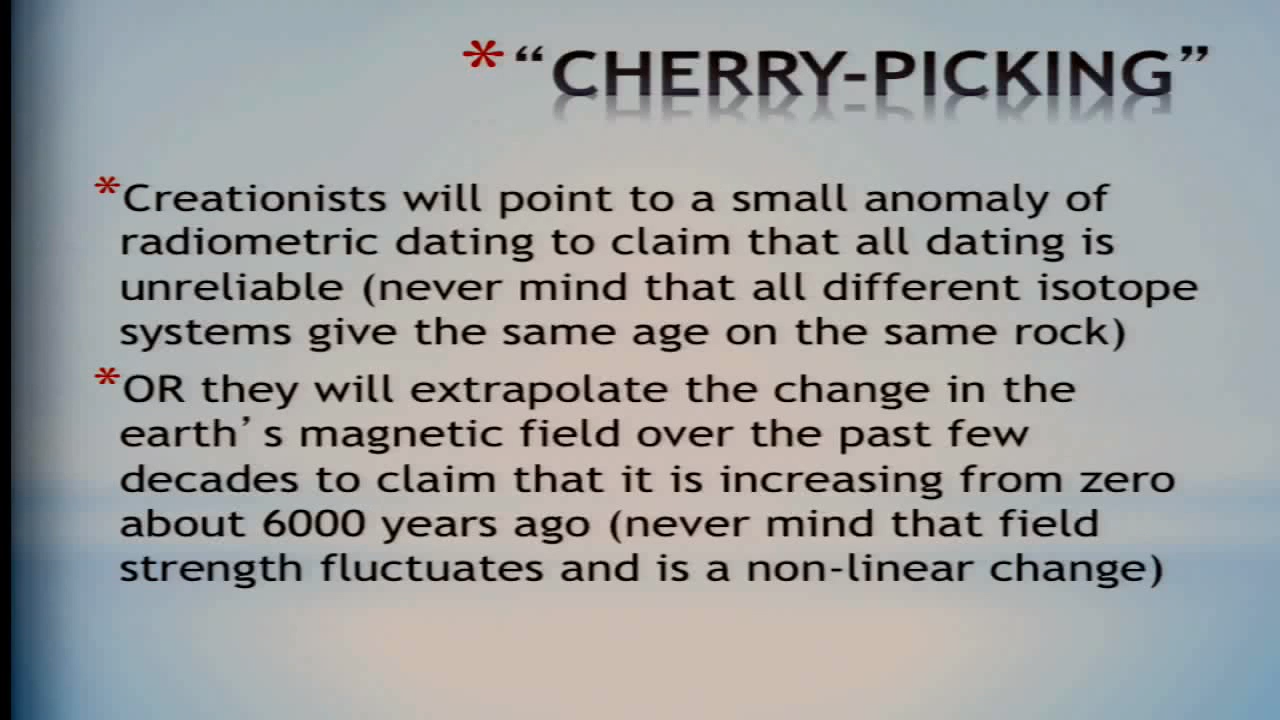 *“CHERRY-PICKING”
*Creationists will point to a small anomaly of
radiometric dating to claim that all dating is
unreliable (never mind that all different isotope
systems give the same age on the same rock)
*OR they will extrapolate the change in the
earth’s magnetic field over the past few
decades to claim that it is increasing from zero
about 6000 years ago (never mind that field
strength fluctuates and is a non-linear change)